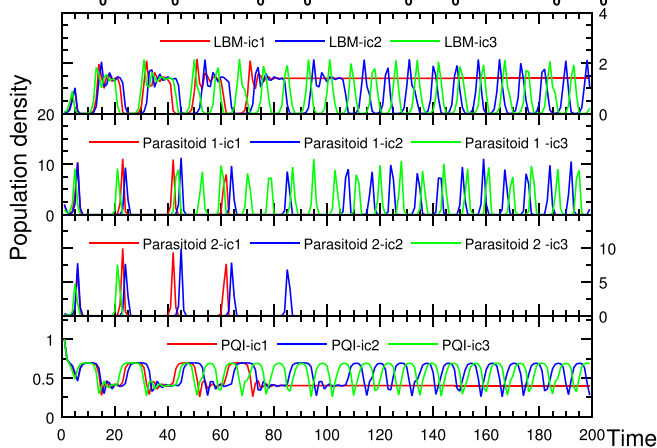 4
LBM-ic1 LBM-ic2 LBM-ic3
2
20 0
Parasitoid 1-ic1 Parasitoid 1-ic2 Parasitoid 1 -ic3
10
0
Parasitoid 2-ic1 Parasitoid 2-ic2 Parasitoid 2 -ic3
10
5
0
PQI-ic1 PQI-ic2 PQI-ic3
1
0.5
0
0 20 40 60 80 100 120 140 160 180 200
Time
Population density